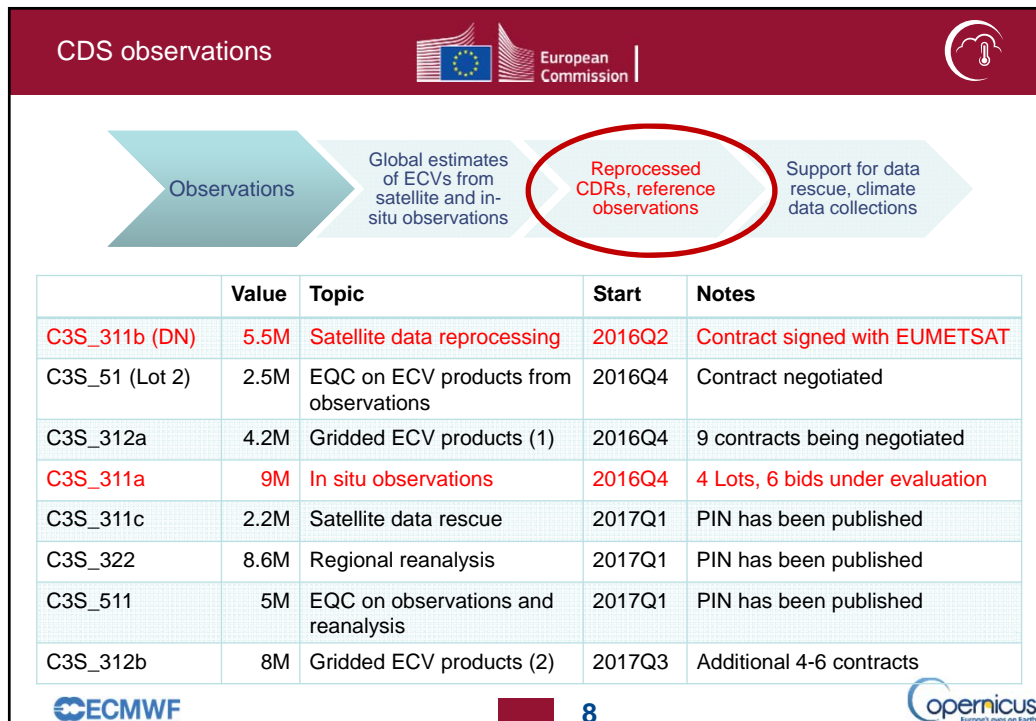 CDS observations
European
Commission
Observations
Global estimates
of ECVs from
satellite and in-
situ observations
Reprocessed
CDRs, reference
observations
Support for data
rescue, climate
data collections
Value Topic Start Notes
C3S_311b (DN) 5.5M Satellite data reprocessing 2016Q2 Contract signed with EUMETSAT
C3S_51 (Lot 2) 2.5M EQC on ECV products from 2016Q4 Contract negotiated
observations
C3S_312a 4.2M Gridded ECV products (1) 2016Q4 9 contracts being negotiated
C3S_311a 9M In situ observations 2016Q4 4 Lots, 6 bids under evaluation
C3S_311c 2.2M Satellite data rescue 2017Q1 PIN has been published
C3S_322 8.6M Regional reanalysis 2017Q1 PIN has been published
C3S_511 5M EQC on observations and 2017Q1 PIN has been published
reanalysis
C3S_312b 8M Gridded ECV products (2) 2017Q3 Additional 4-6 contracts
ECMWF 8 opernicus
Europe's eyes on Earth